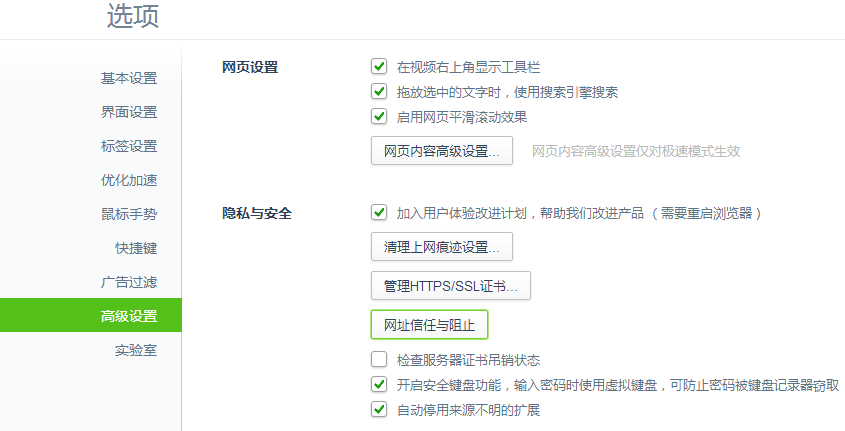 选项
基本设置
界面设置
标签设置
优化加速
鼠标手势
快捷键
广告过滤
高级设置
实验室
网页设置
在视频右上角显示工具栏
拖放选中的文字时，使用搜索引擎搜索
启用网页平滑滚动效果
网页内容高级设置... 网页内容高级设置仅对极速模式生效
隐私与安全
加入用户体验改进计划，帮助我们改进产品（需要重启浏览器）
清理上网痕迹设置...
管理HTTPS/SSL证书...
网址信任与阻止
检查服务器证书吊销状态
开启安全键盘功能，输入密码时使用虚拟键盘，可防止密码被键盘记录器窃取
自动停用来源不明的扩展